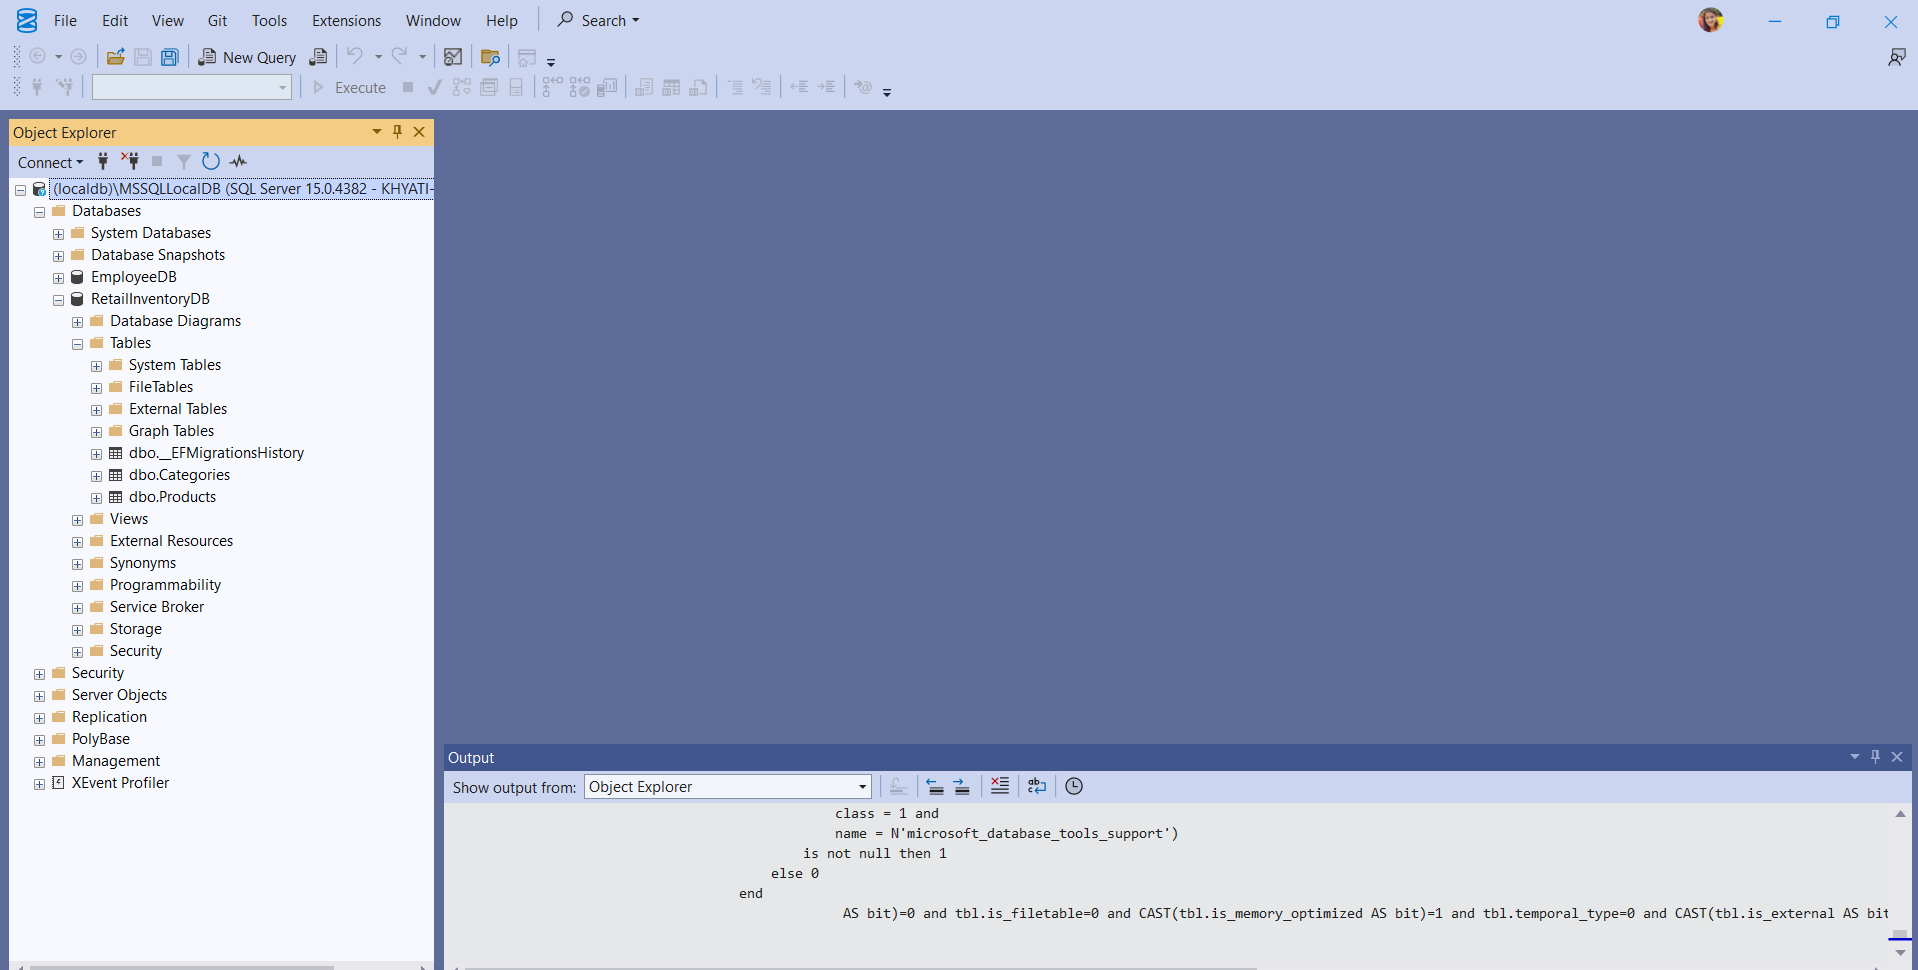 File Edit View Git Tools Extensions Window Help Search
New Query
Execute
Object Explorer
Connect
(localdb)\MSSQLLocalDB (SQL Server 15.0.4382 - KHYATI-
Databases
System Databases
Database Snapshots
EmployeeDB
RetailInventoryDB
Database Diagrams
Tables
System Tables
FileTables
External Tables
Graph Tables
dbo.__EFMigrationsHistory
dbo.Categories
dbo.Products
Views
External Resources
Synonyms
Programmability
Service Broker
Storage
Security
Security
Server Objects
Replication
PolyBase
Management
XEvent Profiler
Output
Show output from: Object Explorer
class = 1 and
name = N'microsoft_database_tools_support')
is not null then 1
else 0
end
AS bit)=0 and tbl.is_filetable=0 and CAST(tbl.is_memory_optimized AS bit)=1 and tbl.temporal_type=0 and CAST(tbl.is_external AS bit